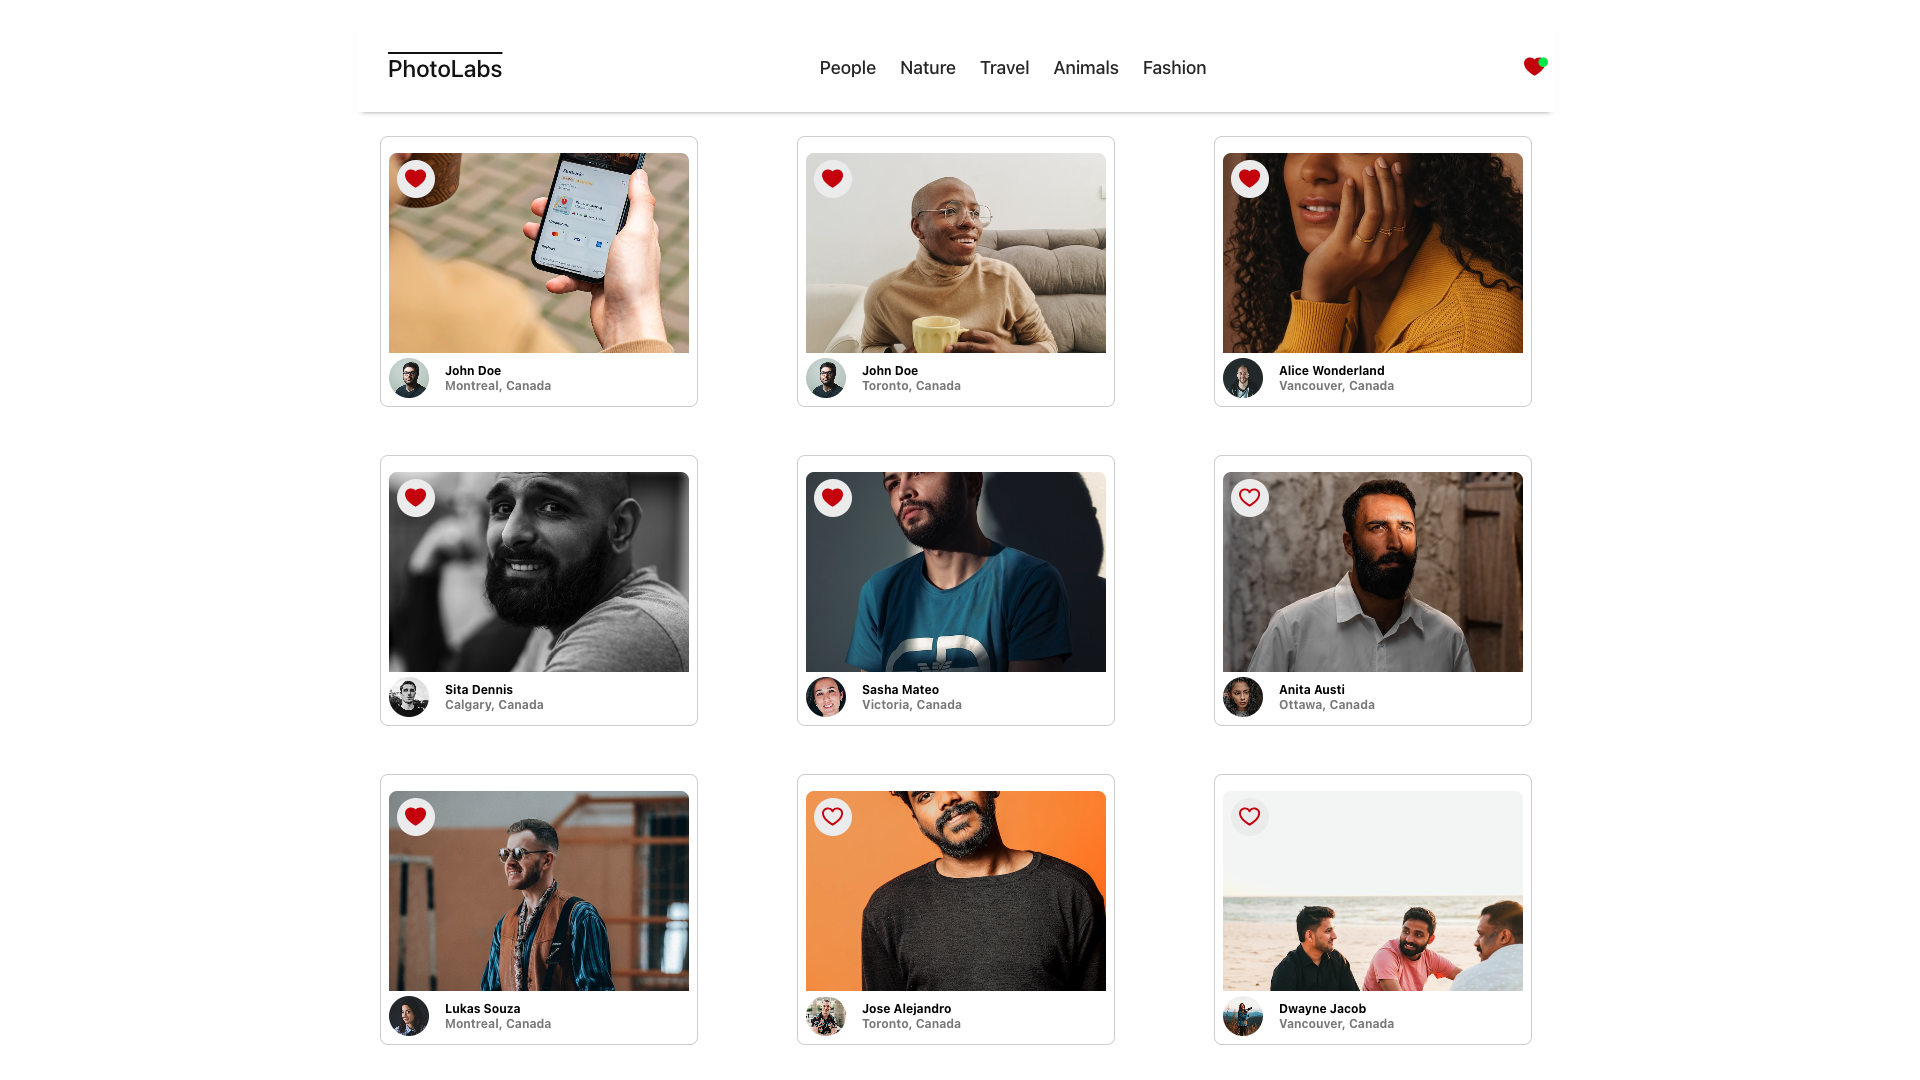 PhotoLabs
People Nature Travel Animals Fashion
John Doe
Montreal, Canada
John Doe
Toronto, Canada
Alice Wonderland
Vancouver, Canada
Sita Dennis
Calgary, Canada
Sasha Mateo
Victoria, Canada
Anita Austi
Ottawa, Canada
Lukas Souza
Montreal, Canada
Jose Alejandro
Toronto, Canada
Dwayne Jacob
Vancouver, Canada